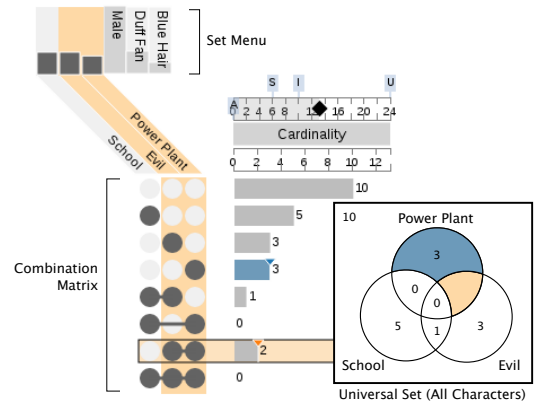 Male
Duff Fan
Blue Hair
Set Menu
School
Evil
Power Plant
A
S
I
U
0 2 4 6 8 16 20 24
Cardinality
0 2 4 6 8 10 12
10
5
3
3
1
0
2
0
Combination
Matrix
10
Power Plant
3
0
0
5
1
3
School
Evil
Universal Set (All Characters)